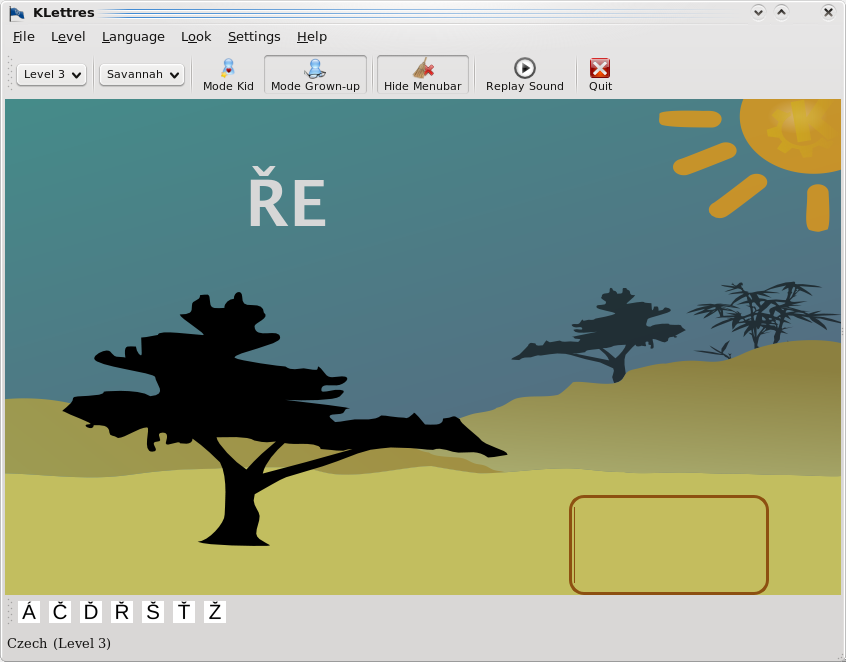 KLettres
File Level Language Look Settings Help
Level 3 Savannah Mode Kid Mode Grown-up Hide Menubar Replay Sound Quit
ŘE
Á Č Ď Ř Š Ť Ž
Czech (Level 3)